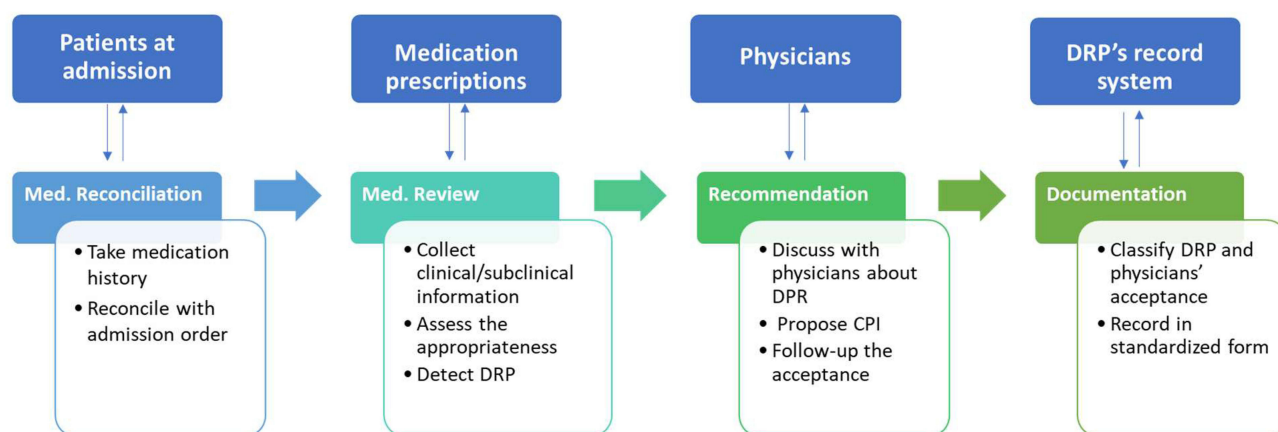 Patients at
admission
Medication
prescriptions
Physicians
DRP's record
system
Med. Reconciliation
Med. Review
Recommendation
Documentation
• Take medication
history
• Reconcile with
admission order
• Collect
clinical/subclinical
information
• Assess the
appropriateness
• Detect DRP
• Discuss with
physicians about
DPR
• Propose CPI
• Follow-up the
acceptance
• Classify DRP and
physicians'
acceptance
• Record in
standardized form